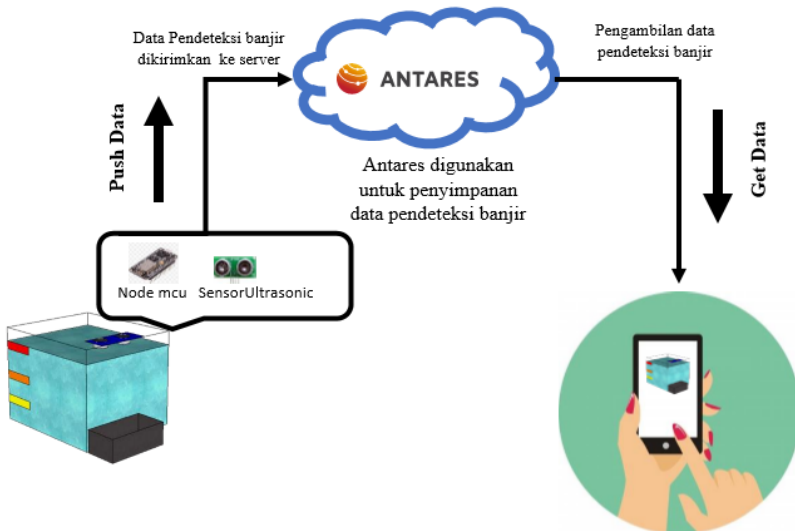 Data Pendeteksi banjir
dikirimkan ke server
Push Data
ANTARES
Antares digunakan
untuk penyimpanan
data pendeteksi banjir
Pengambilan data
pendeteksi banjir
Get Data
Node mcu
SensorUltrasonic